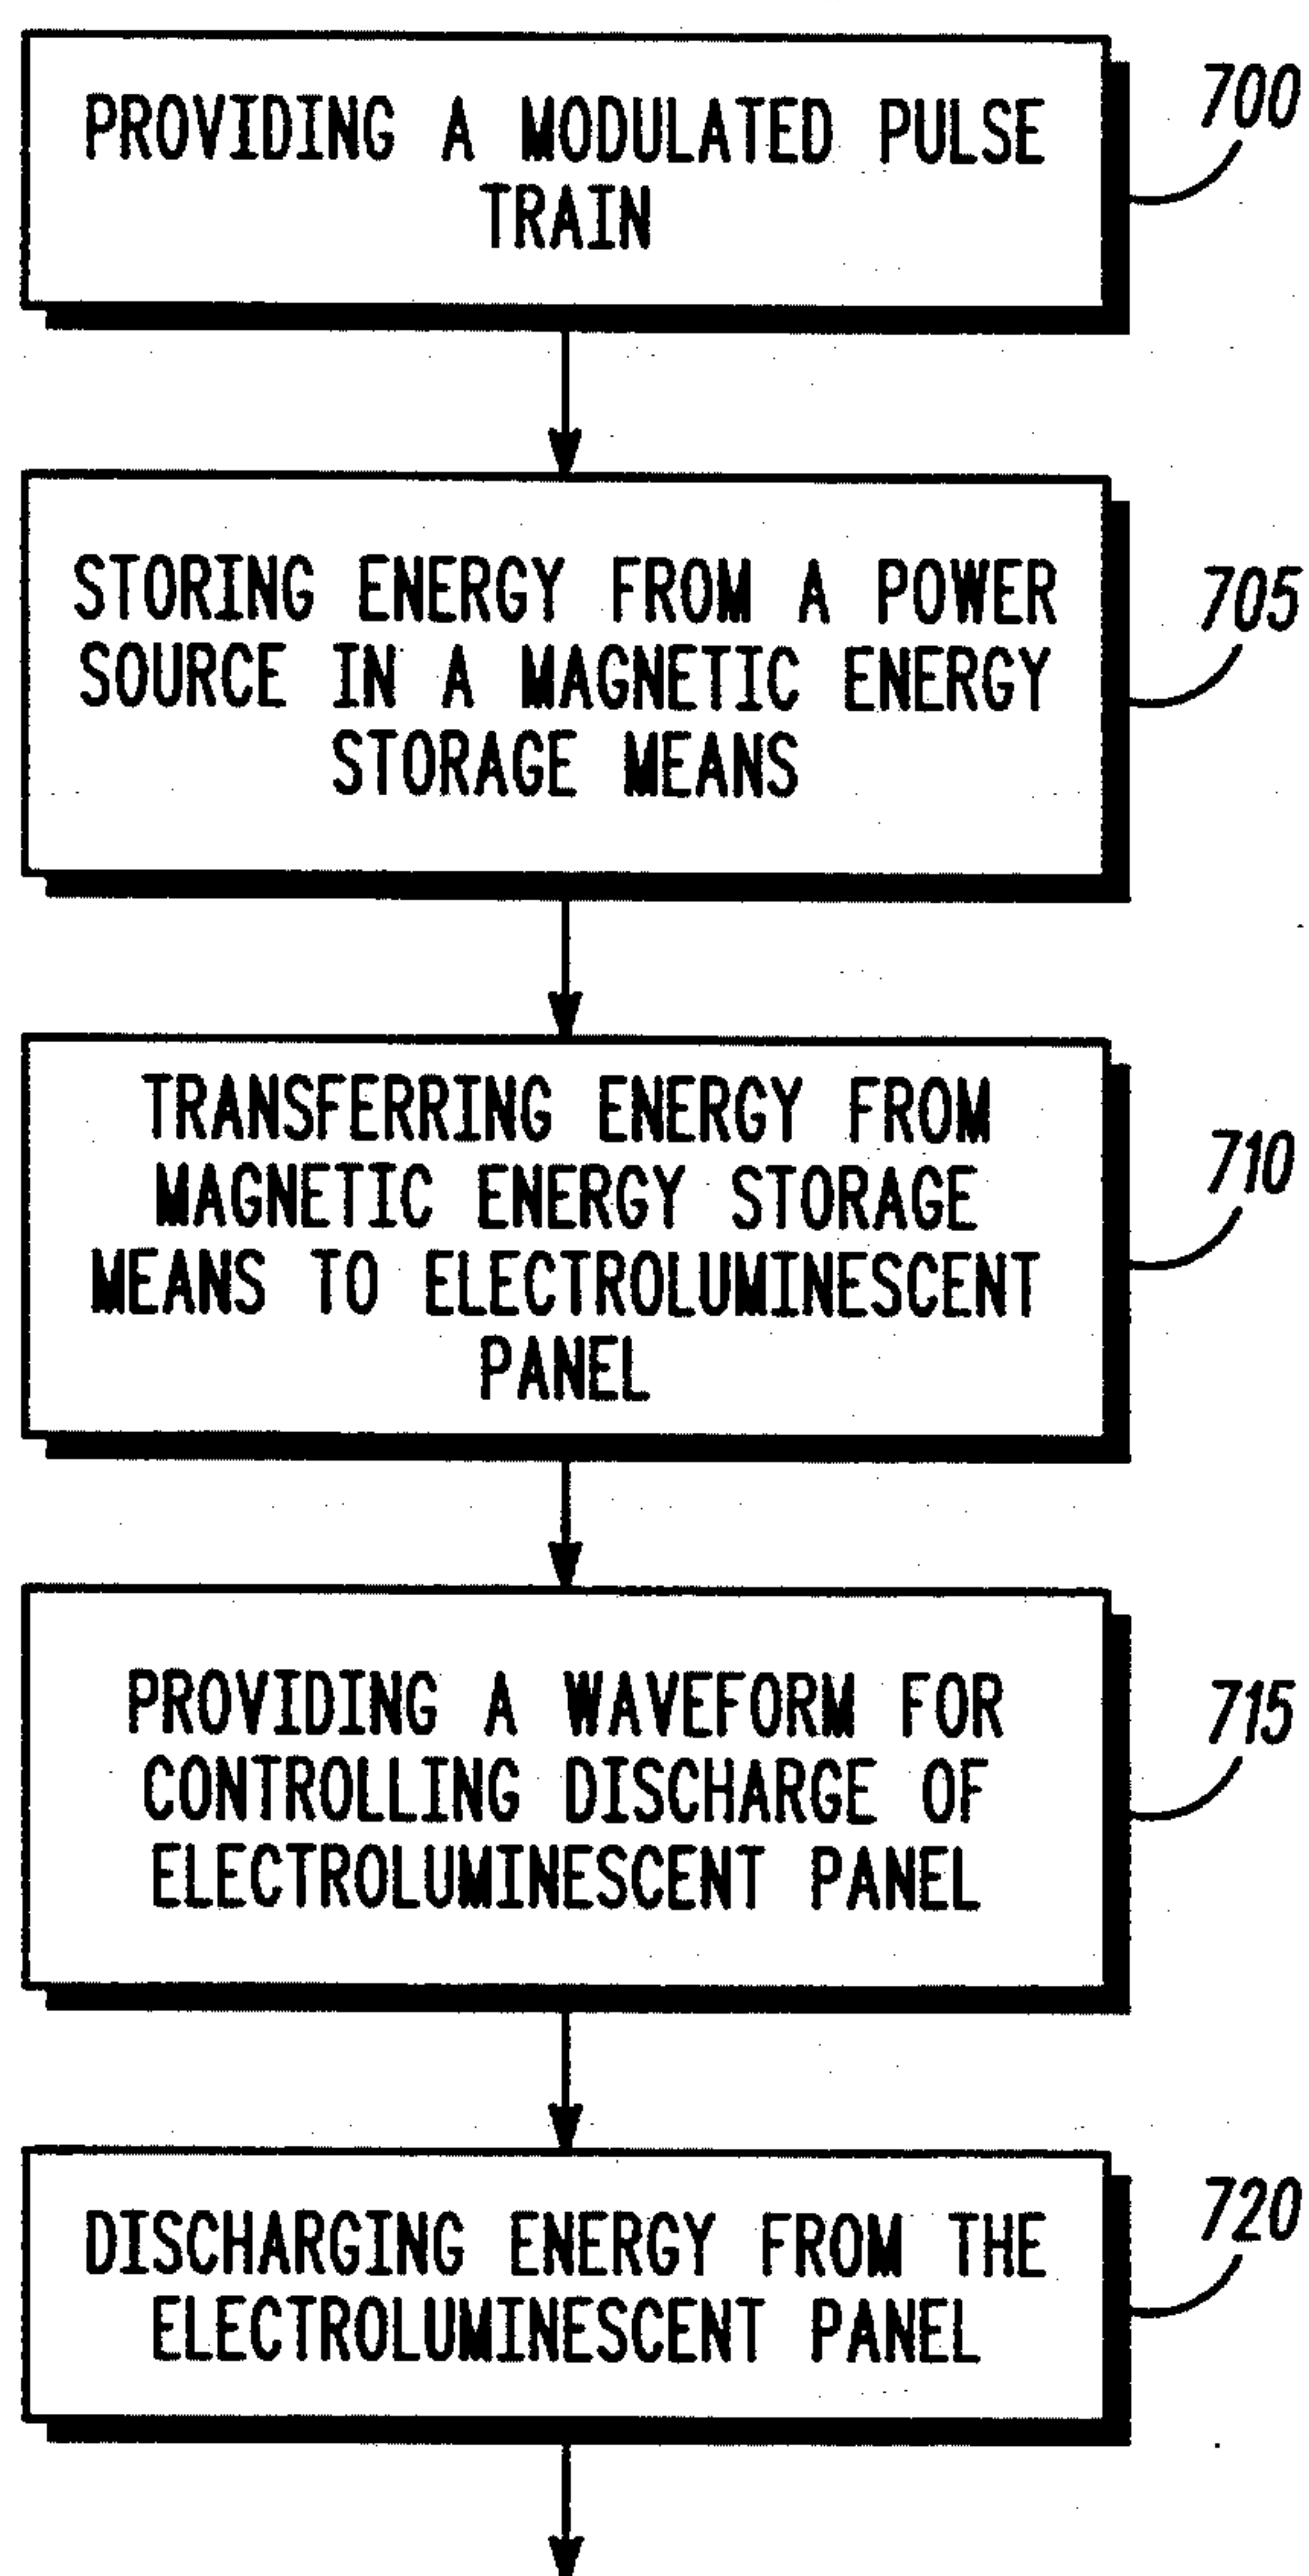 PROVIDING A MODULATED PULSE
TRAIN
700
STORING ENERGY FROM A POWER
SOURCE IN A MAGNETIC ENERGY
STORAGE MEANS
705
TRANSFERRING ENERGY FROM
MAGNETIC ENERGY STORAGE
MEANS TO ELECTROLUMINESCENT
PANEL
710
PROVIDING A WAVEFORM FOR
CONTROLLING DISCHARGE OF
ELECTROLUMINESCENT PANEL
715
DISCHARGING ENERGY FROM THE
ELECTROLUMINESCENT PANEL
720